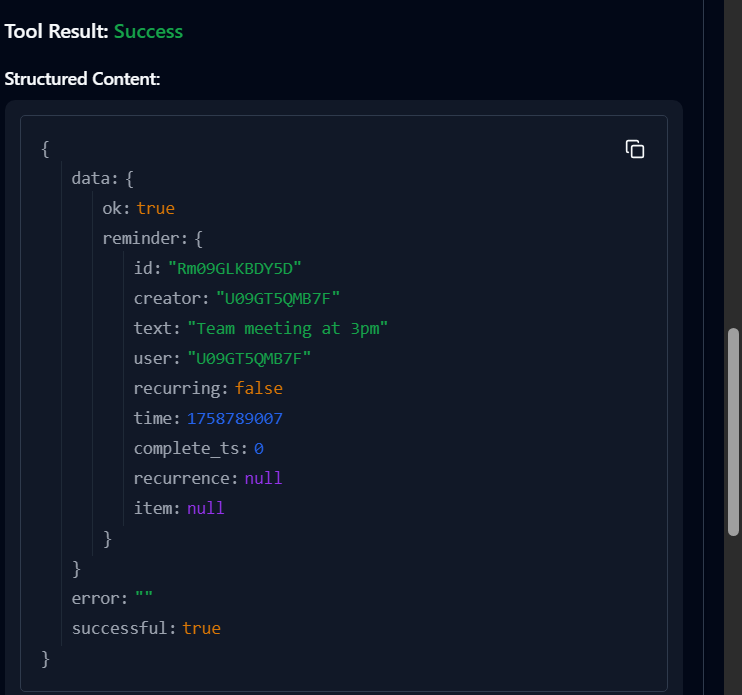 Tool Result: Success
Structured Content:
{
data: {
ok: true
reminder: {
id: "Rm09GLKBDY5D"
creator: "U09GT5QMB7F"
text: "Team meeting at 3pm"
user: "U09GT5QMB7F"
recurring: false
time: 1758789007
complete_ts: 0
recurrence: null
item: null
}
}
error: ""
successful: true
}